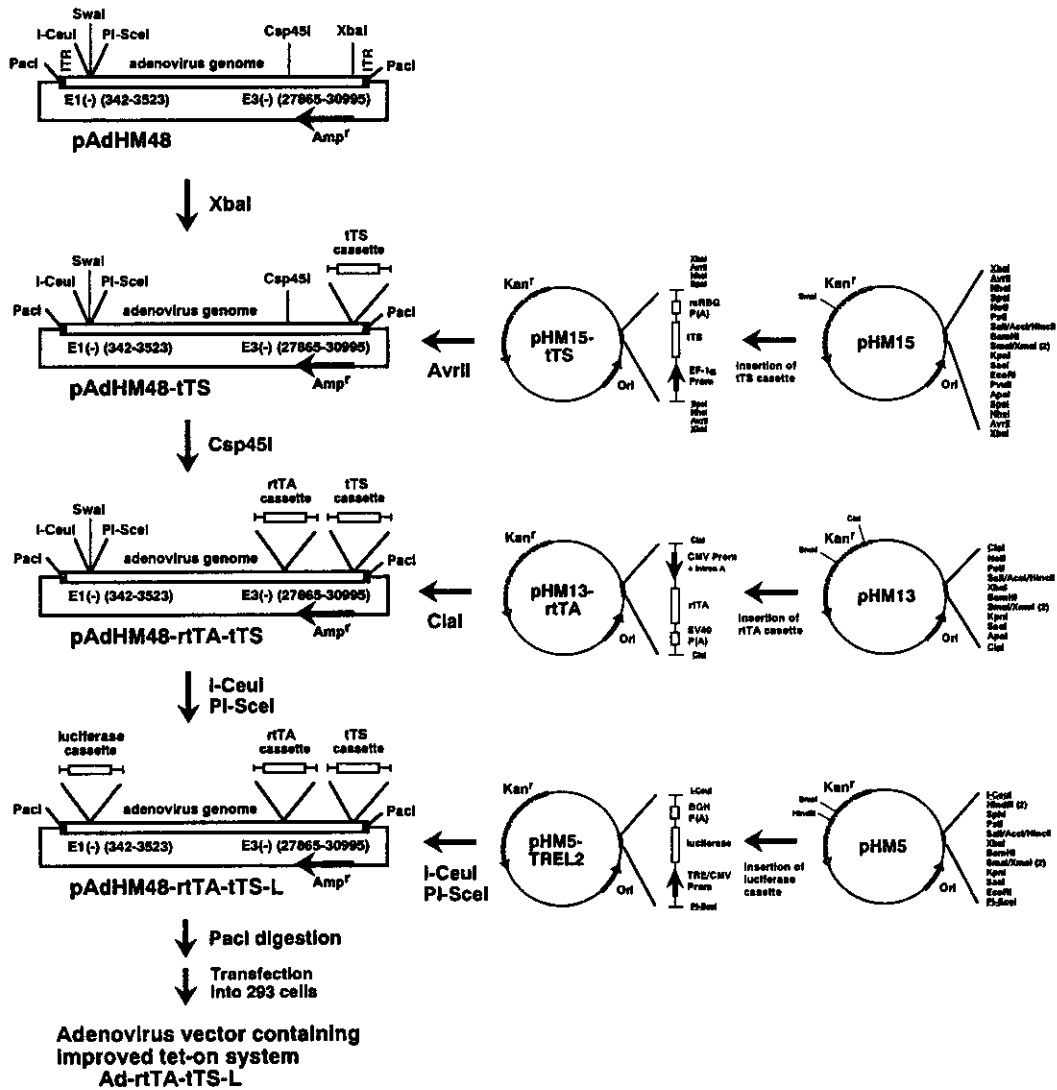 SwaI
I-CeuI
PI-SceI
Csp45I
XbaI
PacI
ITR
adenovirus genome
ITR
PacI
E1(-) (342-3523)
E3(-) (27865-30995)
Amp r
pAdHM48
XbaI
tTS
cassette
SwaI
I-CeuI
PI-SceI
Csp45I
PacI
adenovirus genome
PacI
E1(-) (342-3523)
E3(-) (27865-30995)
Amp r
pAdHM48-tTS
AvrII
Kan r
pHM15-
tTS
Ori
XbaI
AvrII
NheI
SpeI
P(A)
tTS
EF-1α
Prom
SpeI
NheI
AvrII
XbaI
Insertion of
tTS casette
Kan r
SmaI
pHM15
Ori
XbaI
AvrII
NheI
SpeI
NotI
PstI
SalI/AccI/HincII
BamHI
SmaI/XmaI (2)
KpnI
SacI
EcoRI
PvuII
ApaI
SpeI
NheI
AvrII
XbaI
Csp45I
rtTA
cassette
tTS
cassette
SwaI
I-CeuI
PI-SceI
PacI
adenovirus genome
PacI
E1(-) (342-3523)
E3(-) (27865-30995)
Amp r
pAdHM48-rtTA-tTS
ClaI
Kan r
pHM13-
rtTA
Ori
ClaI
CMV Prom
+ intron A
rtTA
SV40
P(A)
ClaI
Insertion of
rtTA casette
ClaI
Kan r
SmaI
pHM13
Ori
ClaI
NotI
PstI
SalI/AccI/HincII
XbaI
BamHI
SmaI/XmaI (2)
KpnI
SacI
ApaI
ClaI
I-CeuI
PI-SceI
luciferase
cassette
rtTA
cassette
tTS
cassette
PacI
adenovirus genome
PacI
E1(-) (342-3523)
E3(-) (27865-30995)
Amp r
pAdHM48-rtTA-tTS-L
I-CeuI
PI-SceI
Kan r
pHM5-
TREL2
Ori
I-CeuI
BGH
P(A)
luciferase
TRE/CMV
Prom
PI-SceI
Insertion of
luciferase
casette
Kan r
SmaI
HindIII
pHM5
Ori
I-CeuI
HindIII (2)
SphI
PstI
SalI/AccI/HincII
XbaI
BamHI
SmaI/XmaI (2)
KpnI
SacI
EcoRI
PI-SceI
PacI digestion
Transfection
into 293 cells
Adenovirus vector containing
improved tet-on system
Ad-rtTA-tTS-L